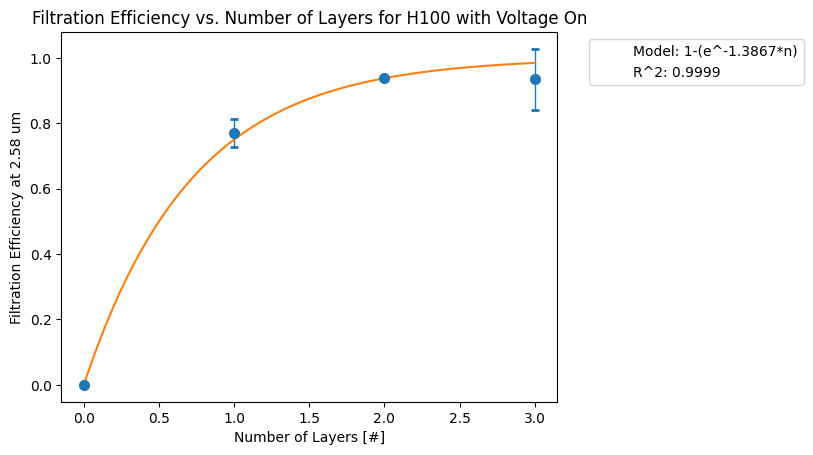 Filtration Efficiency vs. Number of Layers for H100 with Voltage On
Model: 1-(e^-1.3867*n)
R^2: 0.9999
Filtration Efficiency at 2.58 um
1.0
0.8
0.6
0.4
0.2
0.0
0.0 0.5 1.0 1.5 2.0 2.5 3.0
Number of Layers [#]